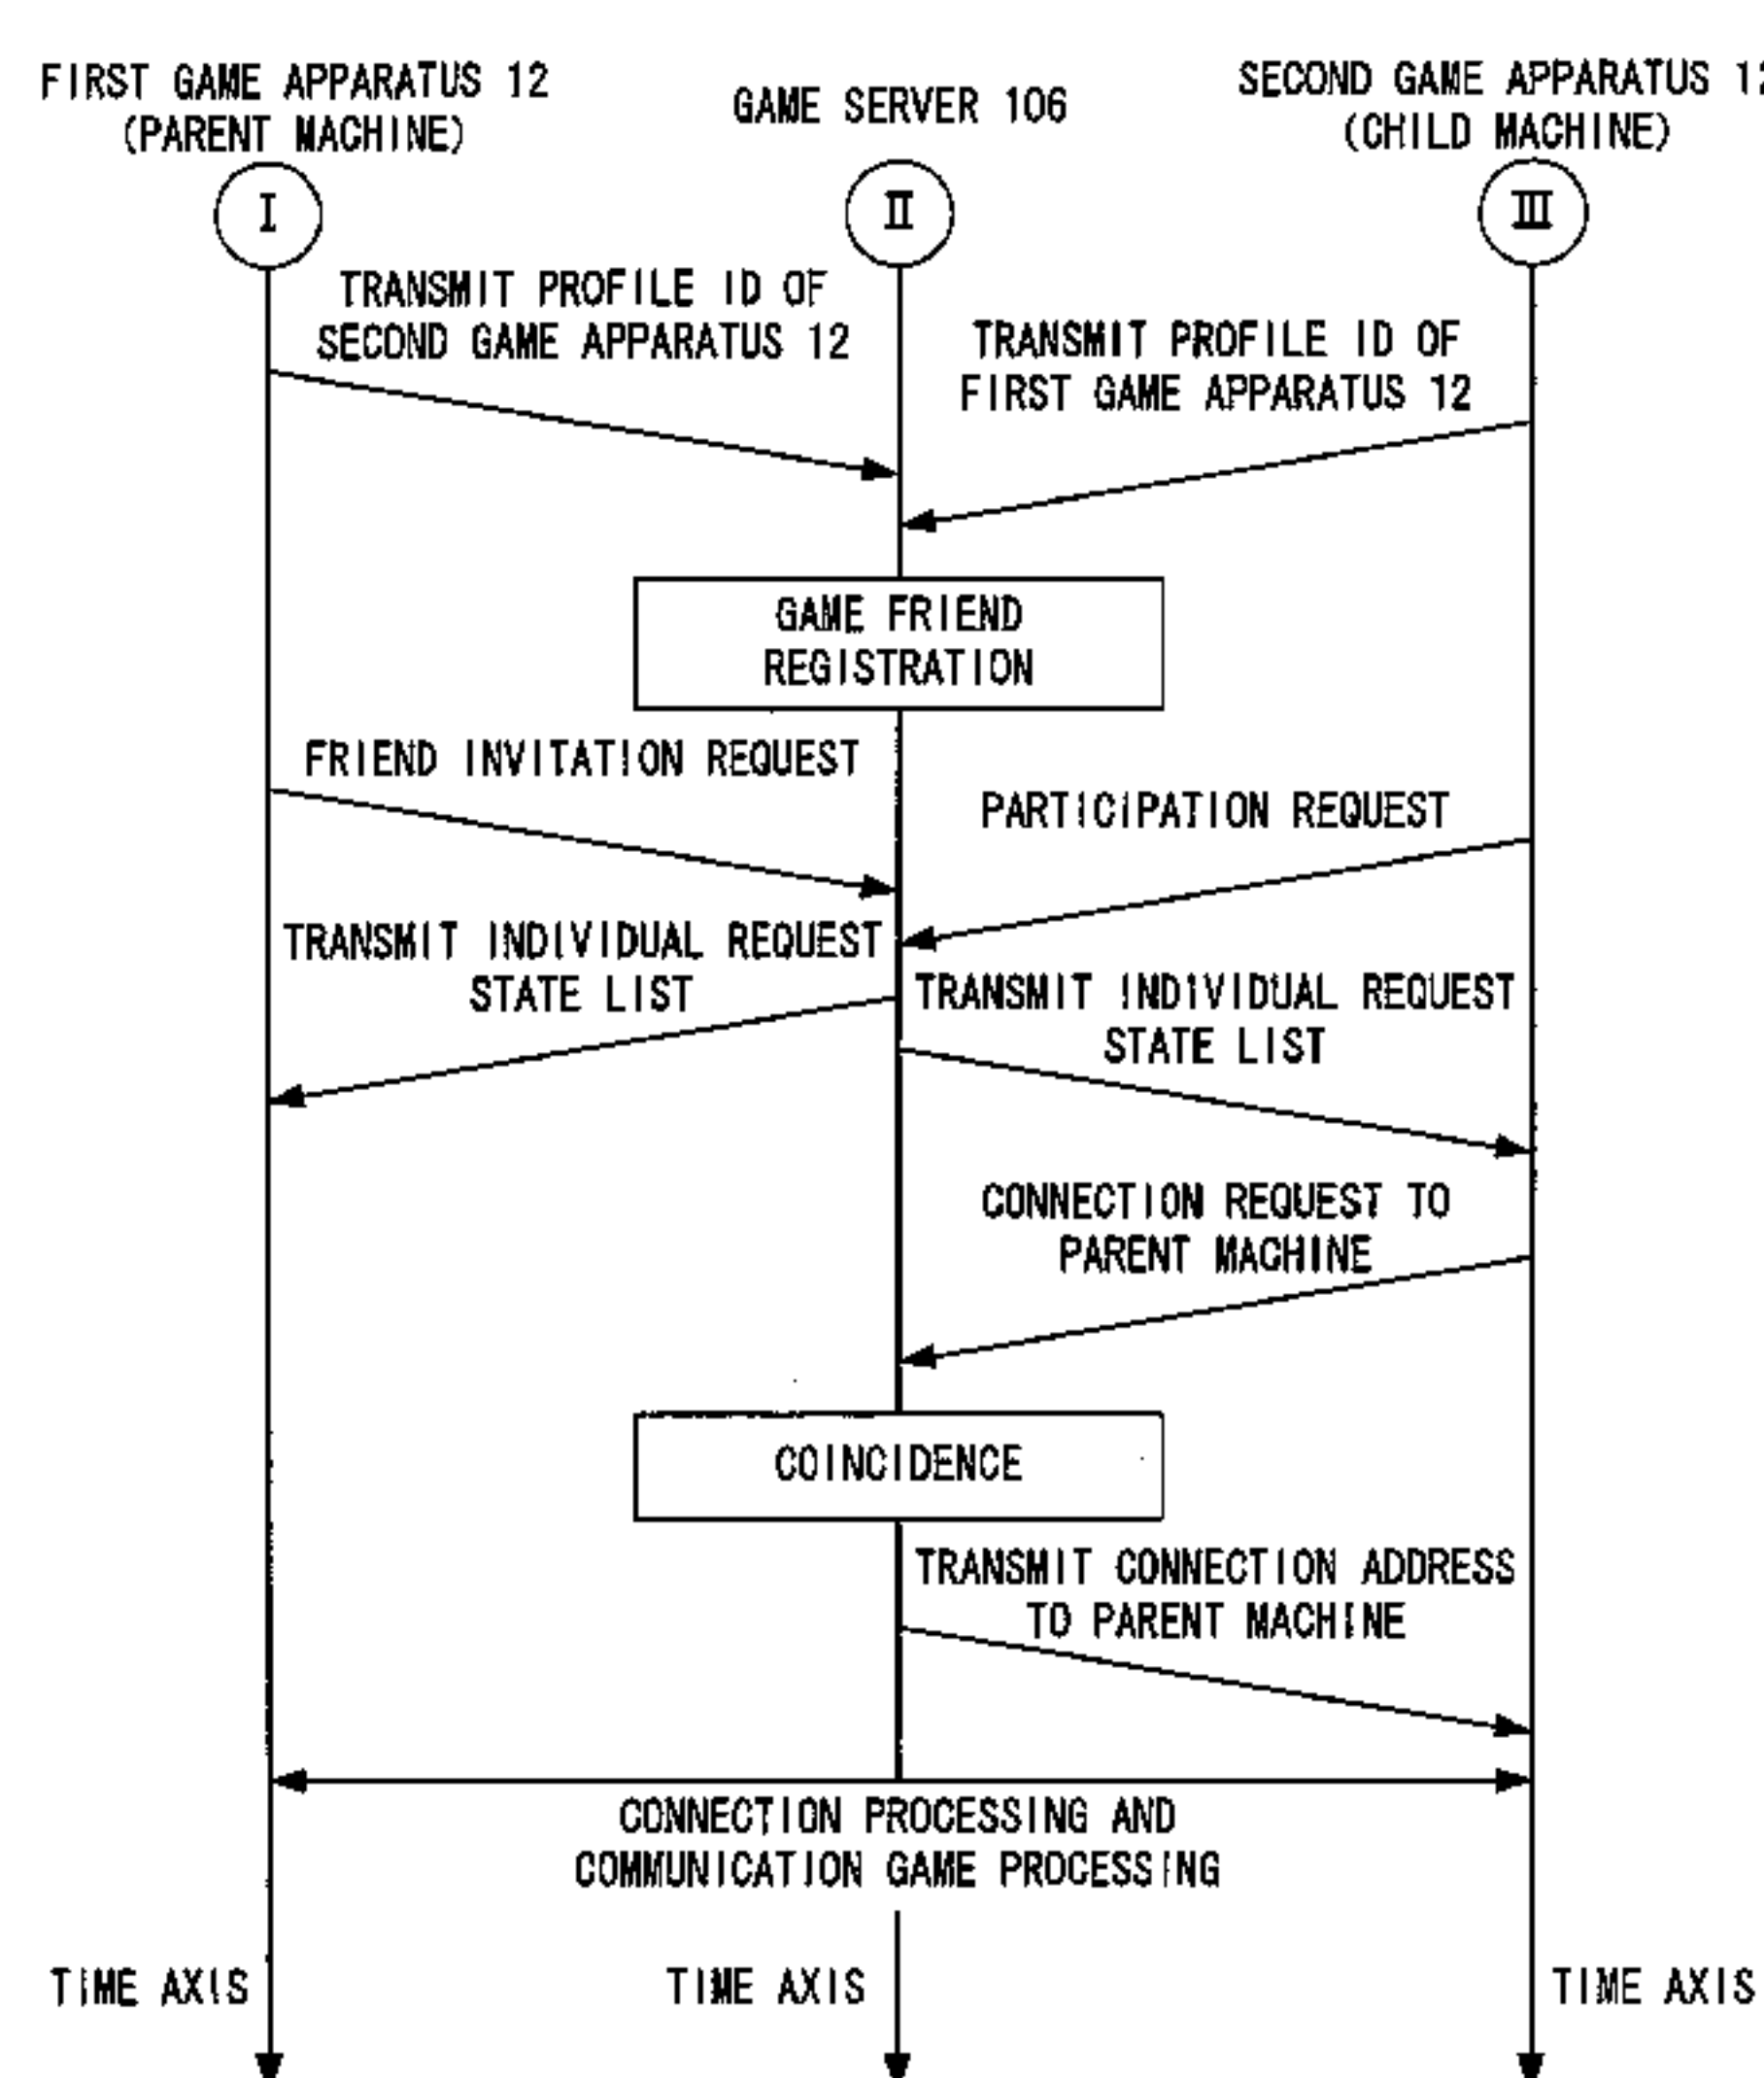 FIRST GAME APPARATUS 12
(PARENT MACHINE)
GAME SERVER 106
SECOND GAME APPARATUS 12
(CHILD MACHINE)
I
II
III
TRANSMIT PROFILE ID OF
SECOND GAME APPARATUS 12
TRANSMIT PROFILE ID OF
FIRST GAME APPARATUS 12
GAME FRIEND
REGISTRATION
FRIEND INVITATION REQUEST
PARTICIPATION REQUEST
TRANSMIT INDIVIDUAL REQUEST
STATE LIST
TRANSMIT INDIVIDUAL REQUEST
STATE LIST
CONNECTION REQUEST TO
PARENT MACHINE
COINCIDENCE
TRANSMIT CONNECTION ADDRESS
TO PARENT MACHINE
CONNECTION PROCESSING AND
COMMUNICATION GAME PROCESSING
TIME AXIS
TIME AXIS
TIME AXIS